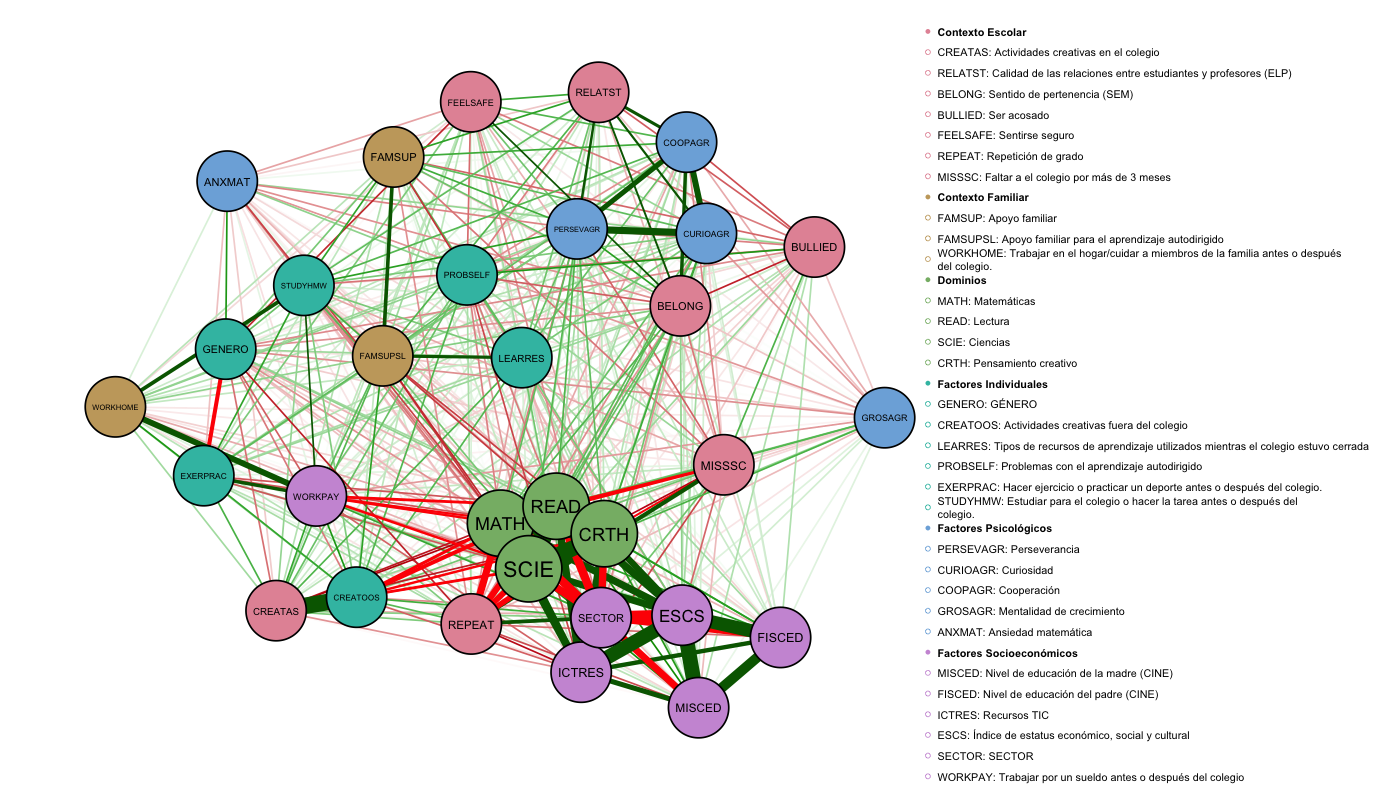 FEELSAFE
RELATST
FAMSUP
COOPAGR
ANXMAT
PERSEVAGR
CURIOAGR
BULLIED
STUDYHMW
PROBSELF
BELONG
GENERO
FAMSUPSL
LEARRES
WORKHOME
GROSAGR
EXERPRAC
WORKPAY
MISSSC
MATH
READ
CRTH
SCIE
CREATAS
CREATOOS
REPEAT
SECTOR
ESCS
FISCED
ICTRES
MISCED
Contexto Escolar
CREATAS: Actividades creativas en el colegio
RELATST: Calidad de las relaciones entre estudiantes y profesores (ELP)
BELONG: Sentido de pertenencia (SEM)
BULLIED: Ser acosado
FEELSAFE: Sentirse seguro
REPEAT: Repetición de grado
MISSSC: Faltar a el colegio por más de 3 meses
Contexto Familiar
FAMSUP: Apoyo familiar
FAMSUPSL: Apoyo familiar para el aprendizaje autodirigido
WORKHOME: Trabajar en el hogar/cuidar a miembros de la familia antes o después
del colegio.
Dominios
MATH: Matemáticas
READ: Lectura
SCIE: Ciencias
CRTH: Pensamiento creativo
Factores Individuales
GENERO: GÉNERO
CREATOOS: Actividades creativas fuera del colegio
LEARRES: Tipos de recursos de aprendizaje utilizados mientras el colegio estuvo cerrada
PROBSELF: Problemas con el aprendizaje autodirigido
EXERPRAC: Hacer ejercicio o practicar un deporte antes o después del colegio.
STUDYHMW: Estudiar para el colegio o hacer la tarea antes o después del
colegio.
Factores Psicológicos
PERSEVAGR: Perseverancia
CURIOAGR: Curiosidad
COOPAGR: Cooperación
GROSAGR: Mentalidad de crecimiento
ANXMAT: Ansiedad matemática
Factores Socioeconómicos
MISCED: Nivel de educación de la madre (CINE)
FISCED: Nivel de educación del padre (CINE)
ICTRES: Recursos TIC
ESCS: Índice de estatus económico, social y cultural
SECTOR: SECTOR
WORKPAY: Trabajar por un sueldo antes o después del colegio